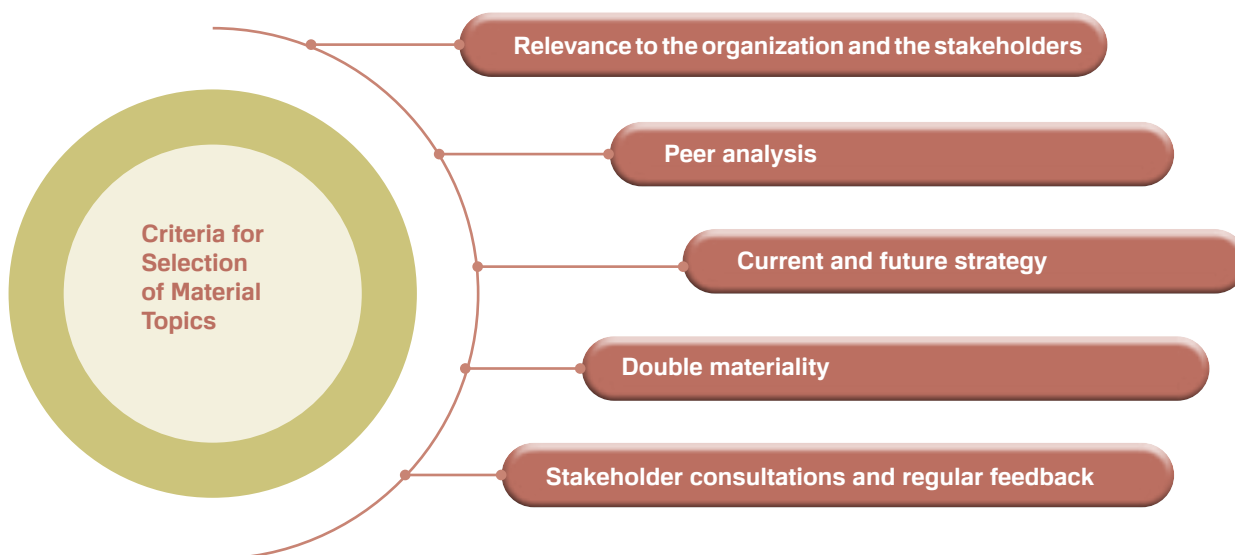 Relevance to the organization and the stakeholders
Peer analysis
Criteria for
Selection
of Material
Topics
Current and future strategy
Double materiality
Stakeholder consultations and regular feedback